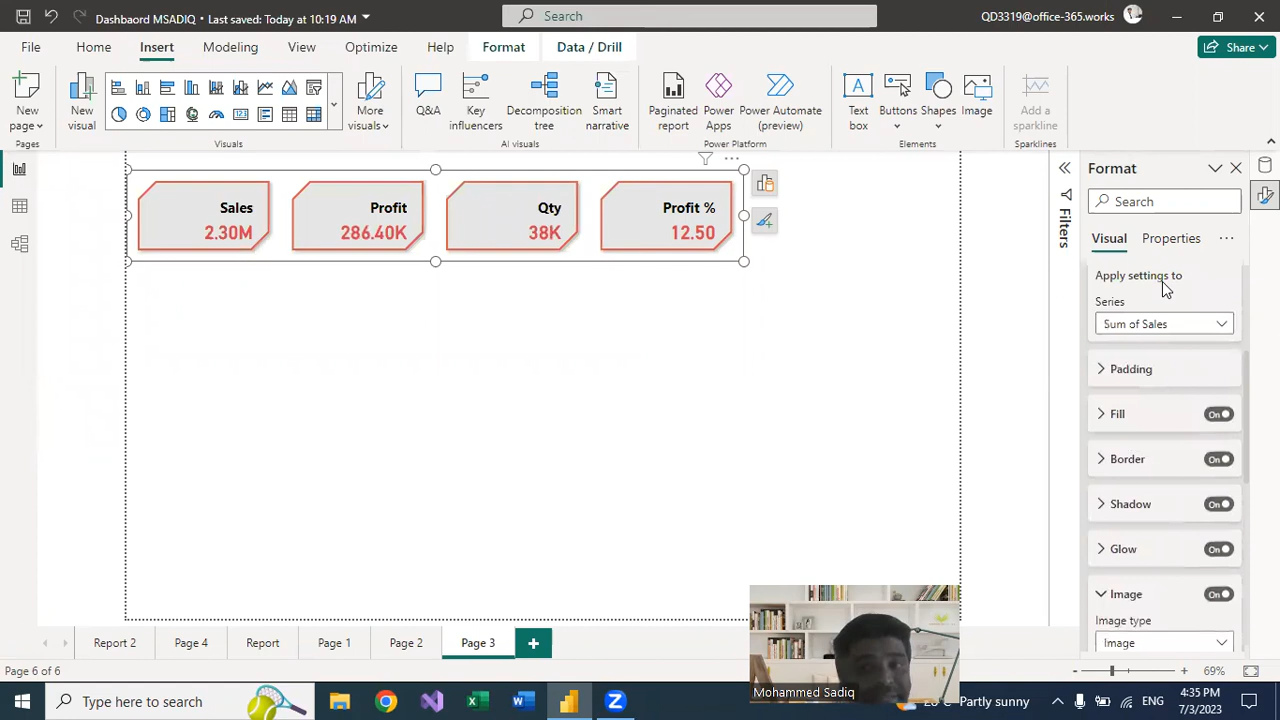 Dashbaord MSADIQ • Last saved: Today at 10:19 AM
Search
QD3319@office-365.works
File
Home
Insert
Modeling
View
Optimize
Help
Format
Data / Drill
Share
New page
New visual
More visuals
Q&A
Key influencers
Decomposition tree
Smart narrative
Paginated report
Power Apps
Power Automate (preview)
Text box
Buttons
Shapes
Image
Add a sparkline
Pages
Visuals
AI visuals
Power Platform
Elements
Sparklines
Sales
2.30M
Profit
286.40K
Qty
38K
Profit %
12.50
Filters
Format
Search
Visual
Properties
Apply settings to
Series
Sum of Sales
Padding
Fill
On
Border
On
Shadow
On
Glow
On
Image
On
Image type
Image
Mohammed Sadiq
Report 2
Page 4
Report
Page 1
Page 2
Page 3
Page 6 of 6
69%
Type here to search
Partly sunny
ENG
4:35 PM
7/3/2023